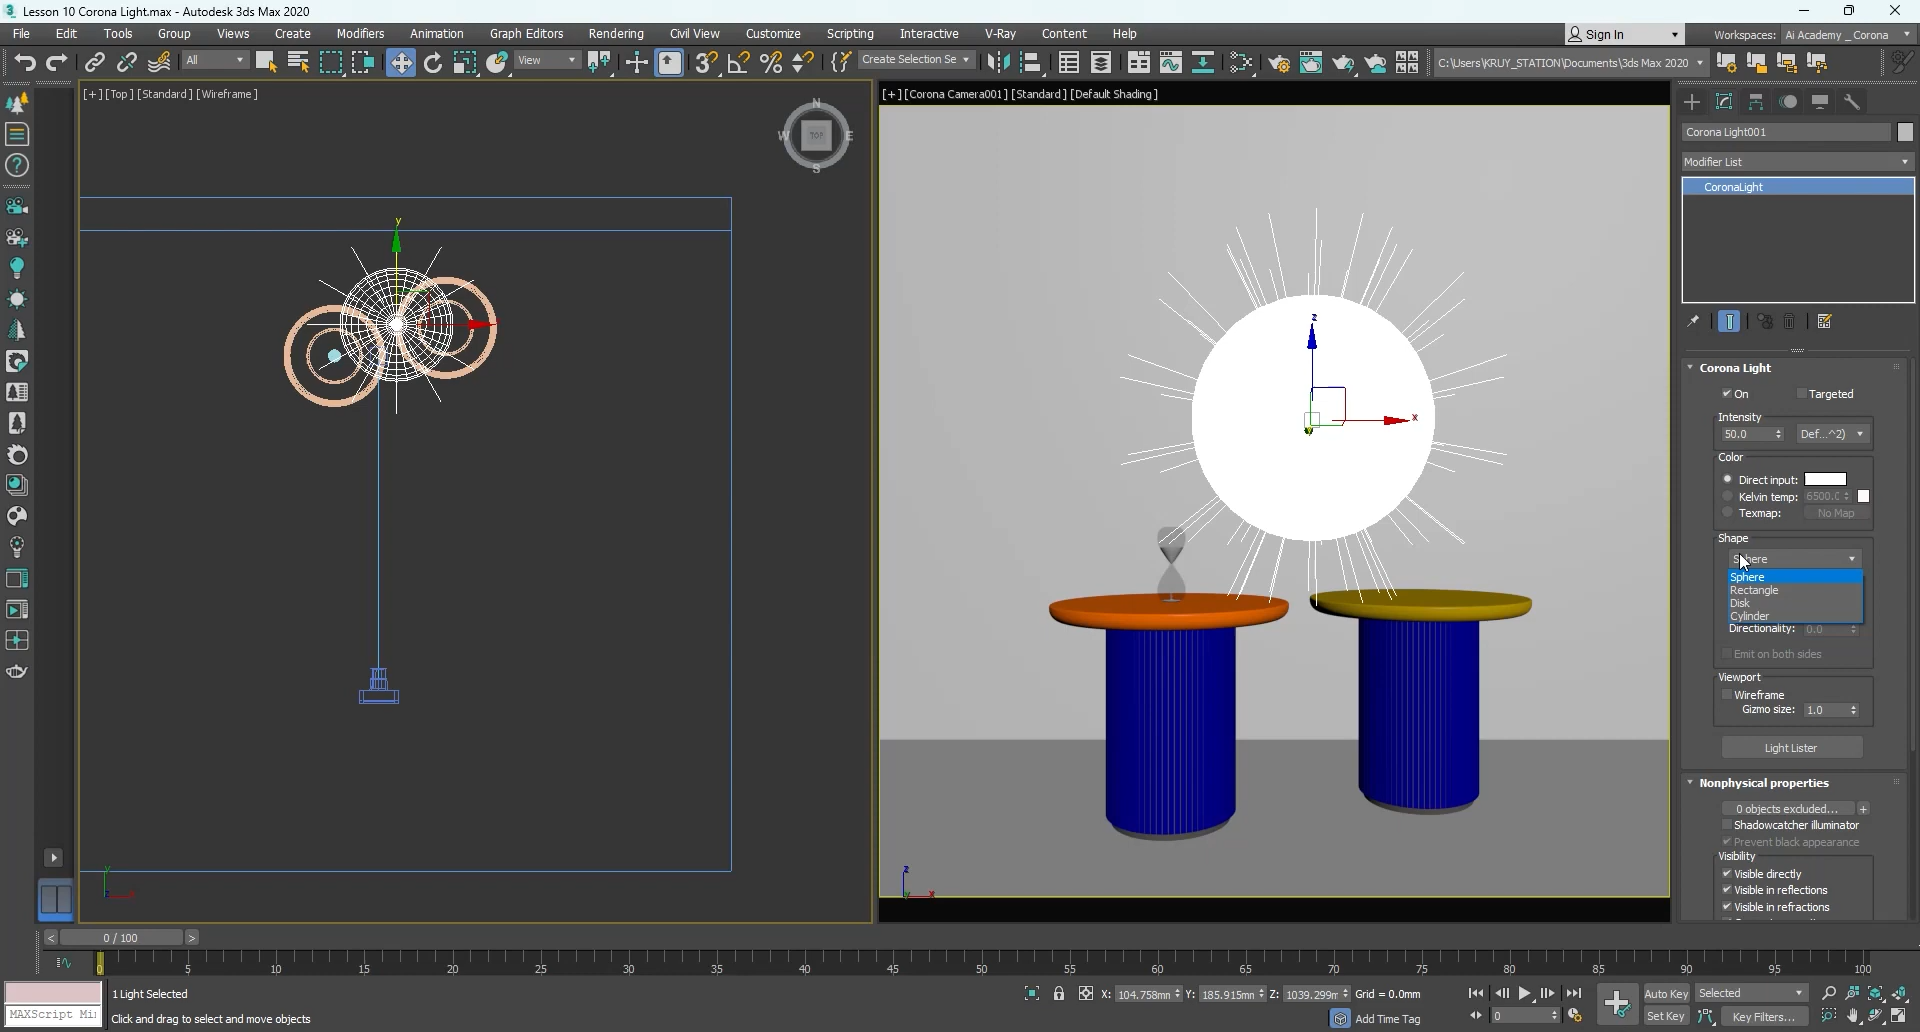 Lesson 10 Corona Light.max - Autodesk 3ds Max 2020
File Edit Tools Group Views Create Modifiers Animation Graph Editors Rendering Civil View Customize Scripting Interactive V-Ray Content Help
Sign In
Workspaces: Ai Academy _ Corona
All
View
Create Selection Se
C:\Users\KRUY_STATION\Documents\3ds Max 2020
[+] [Top ] [Standard ] [Wireframe ]
N
W TOP E
S
y
[+] [Corona Camera001 ] [Standard ] [Default Shading ]
z
x
Corona Light001
Modifier List
CoronaLight
Corona Light
On
Targeted
Intensity
50.0
Def...^2)
Color
Direct input:
Kelvin temp:
Texmap:
No Map
Shape
Sphere
Sphere
Rectangle
Disk
Cylinder
Directionality: 0.0
Emit on both sides
Viewport
Wireframe
Gizmo size: 1.0
Light Lister
Nonphysical properties
0 objects excluded...
+
Shadowcatcher illuminator
Prevent black appearance
Visibility
Visible directly
Visible in reflections
Visible in refractions
0 / 100
0 5 10 15 20 25 30 35 40 45 50 55 60 65 70 75 80 85 90 95 100
1 Light Selected
X: 104.758mm Y: 185.915mm Z: 1039.299m Grid = 0.0mm
Auto Key
Selected
MAXScript Mi
Click and drag to select and move objects
Add Time Tag
0
Set Key
Key Filters...